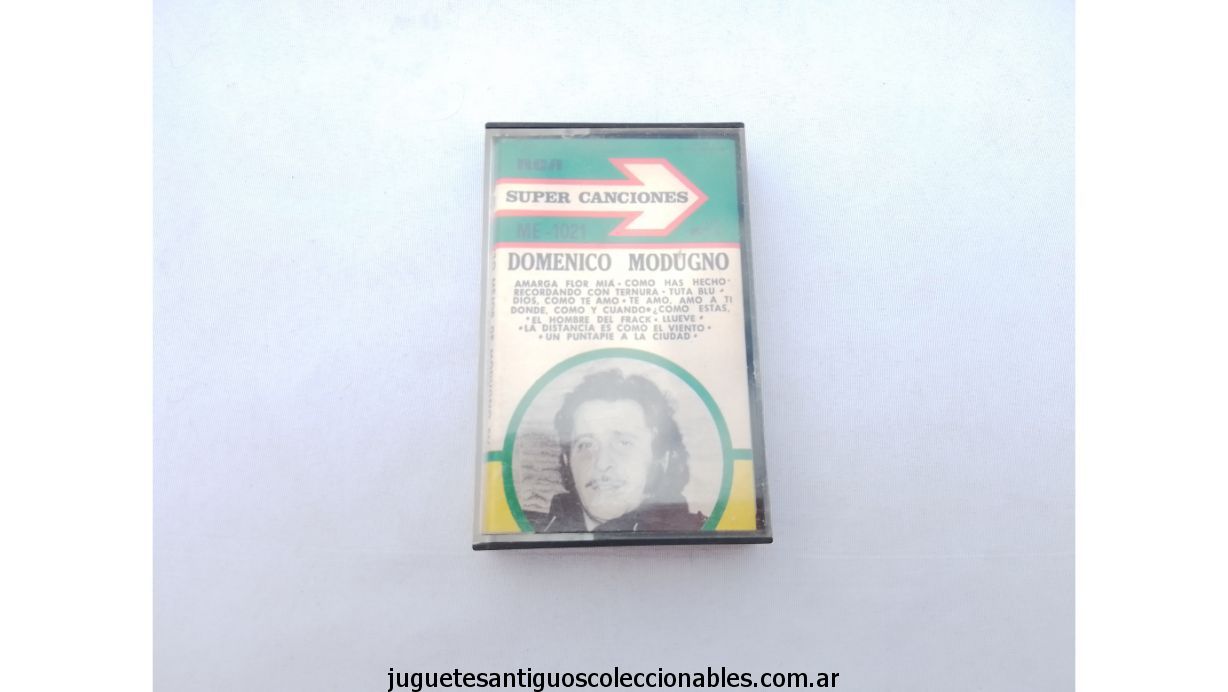 RCA
SUPER CANCIONES
ME-1021
DOMENICO MODUGNO
AMARGA FLOR MIA • COMO HAS HECHO •
RECORDANDO CON TERNURA • TUTA BLU •
DIOS, COMO TE AMO • TE AMO, AMO A TI
DONDE, COMO Y CUANDO • ¿COMO ESTAS,
• EL HOMBRE DEL FRACK • LLUEVE •
• LA DISTANCIA ES COMO EL VIENTO •
• UN PUNTAPIE A LA CIUDAD •
juguetesantiguoscoleccionables.com.ar